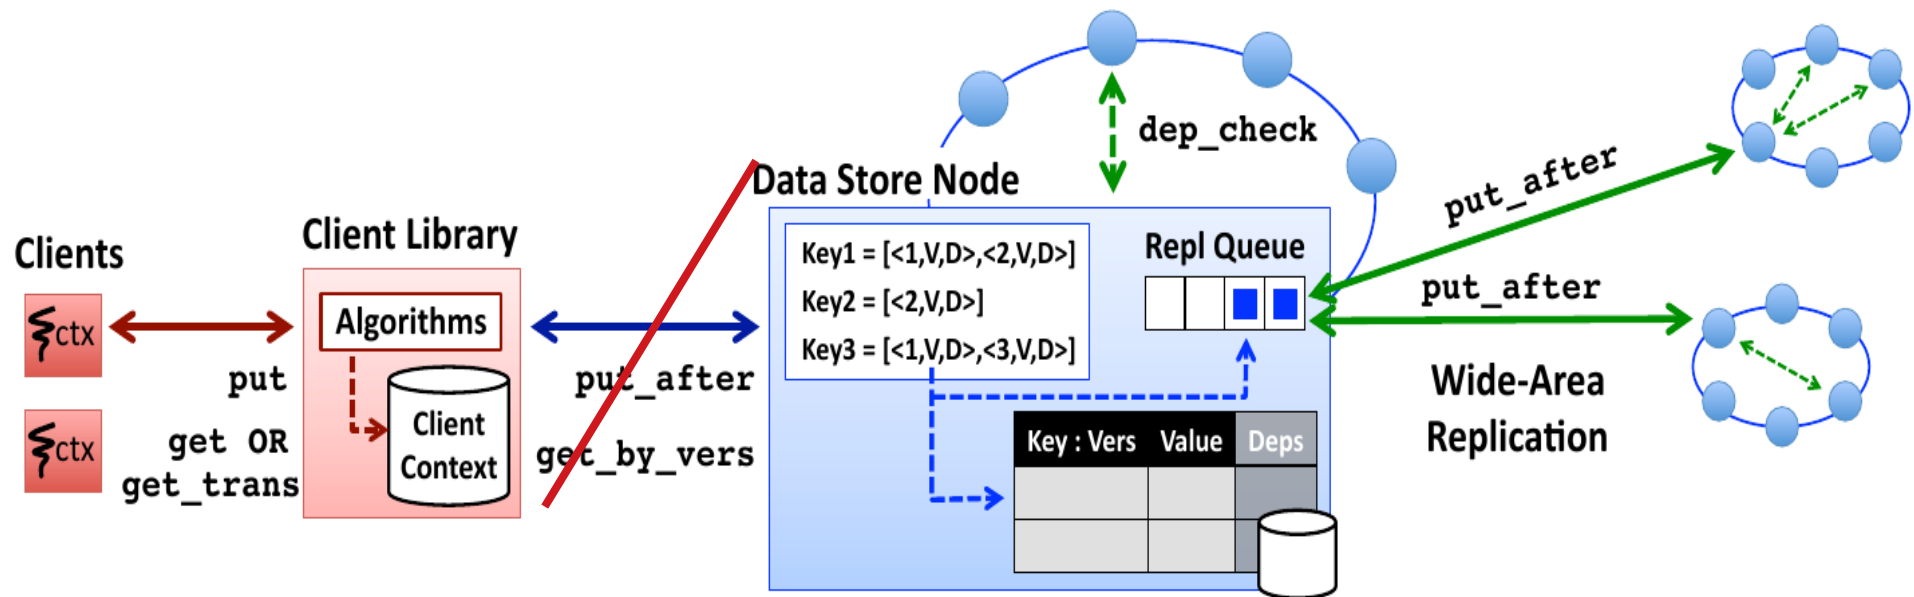 Clients
ctx
ctx
put
get OR
get_trans
Client Library
Algorithms
Client
Context
put_after
get_by_vers
Data Store Node
dep_check
Key1 = [<1,V,D>,<2,V,D>]
Key2 = [<2,V,D>]
Key3 = [<1,V,D>,<3,V,D>]
Repl Queue
Key : Vers Value Deps
put_after
put_after
Wide-Area
Replication